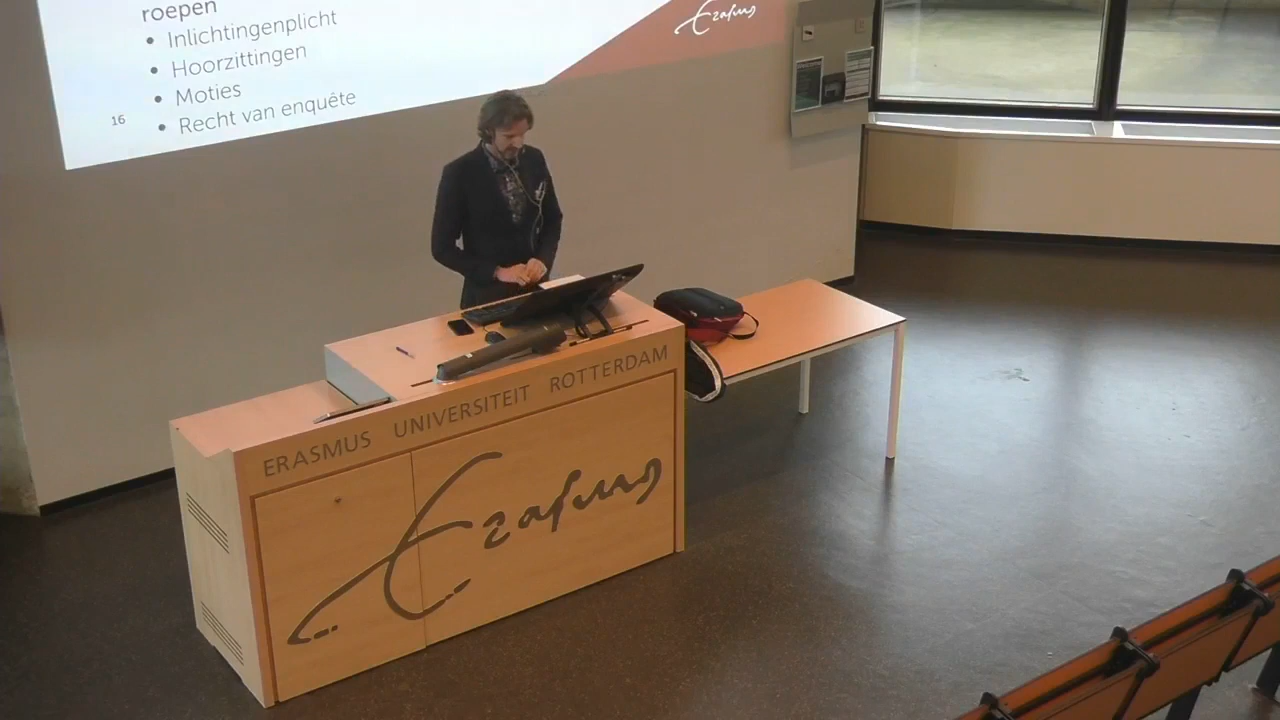 roepen
• Inlichtingenplicht
• Hoorzittingen
• Moties
• Recht van enquête
16
Erasmus
ERASMUS UNIVERSITEIT ROTTERDAM
Erasmus